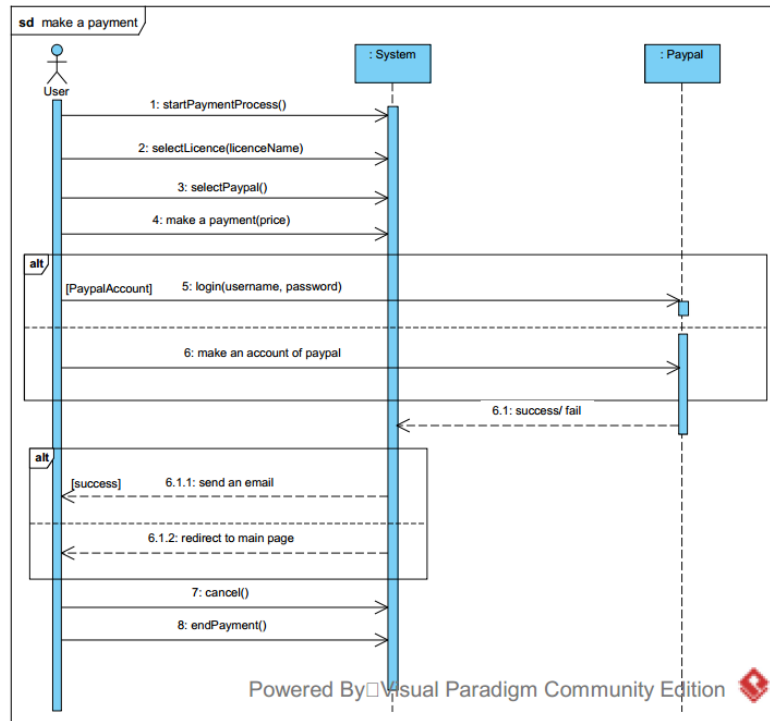 sd make a payment
: System
: Paypal
User
1: startPaymentProcess()
2: selectLicence(licenceName)
3: selectPaypal()
4: make a payment(price)
alt
[PaypalAccount]
5: login(username, password)
6: make an account of paypal
6.1: success/ fail
alt
[success]
6.1.1: send an email
6.1.2: redirect to main page
7: cancel()
8: endPayment()
Powered By□Visual Paradigm Community Edition